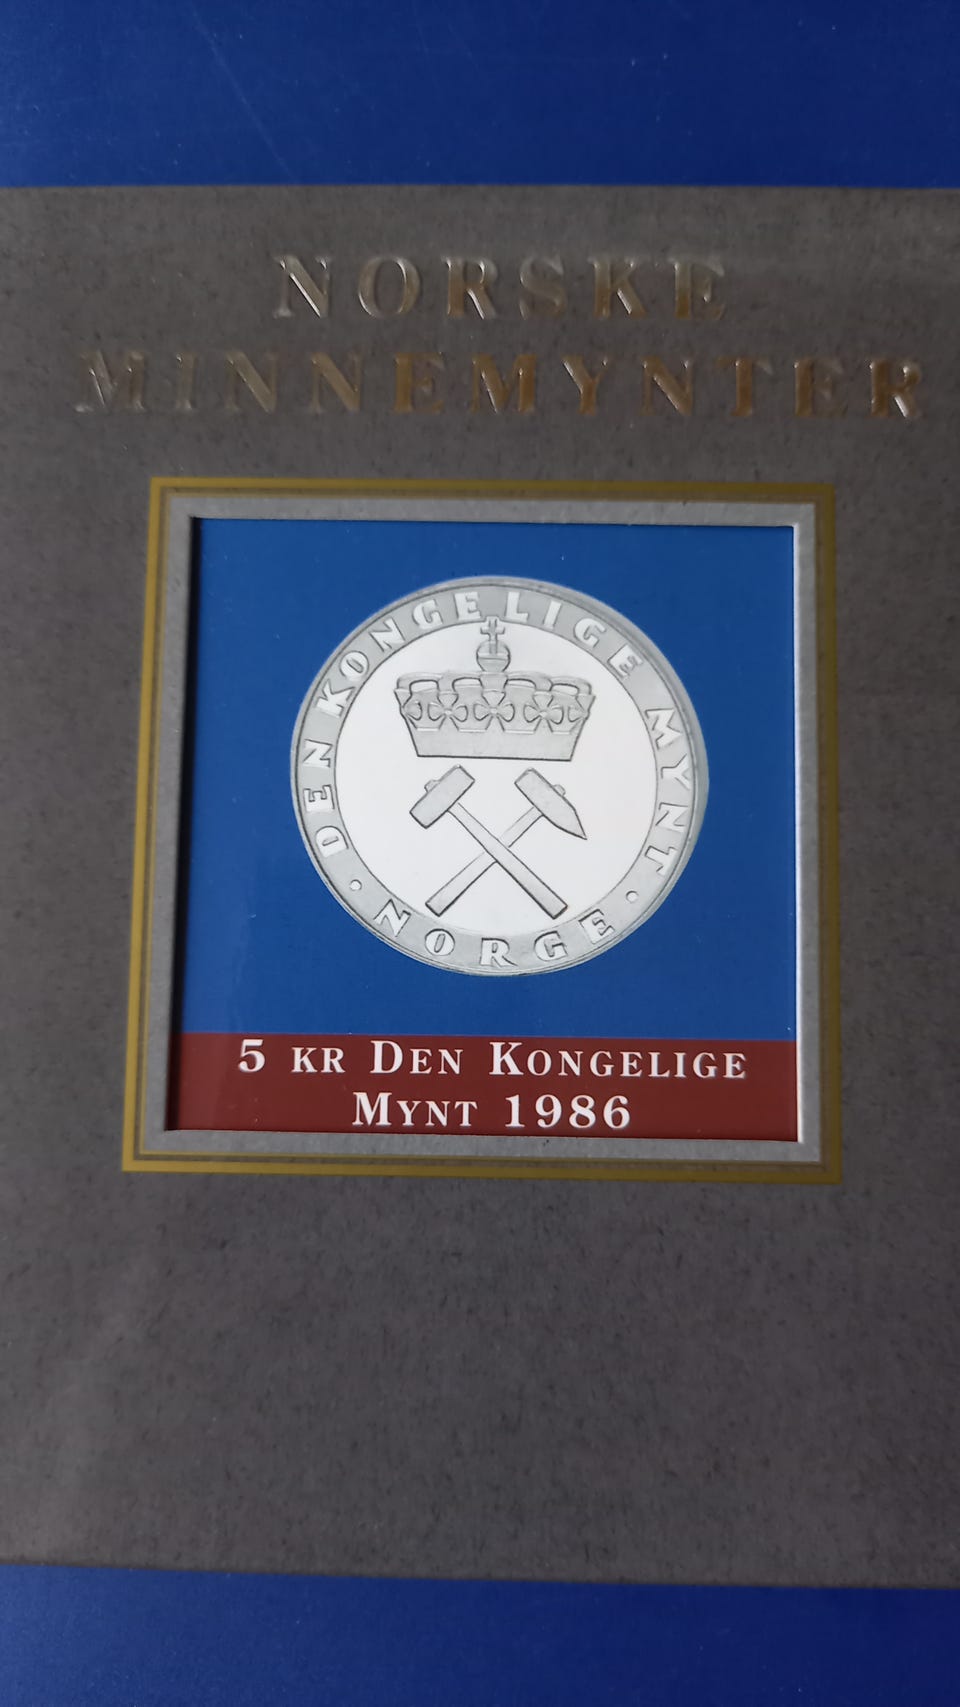 NORSKE
MINNEMYNTER
DEN KONGELIGE MYNT
· NORGE ·
5 KR DEN KONGELIGE
MYNT 1986